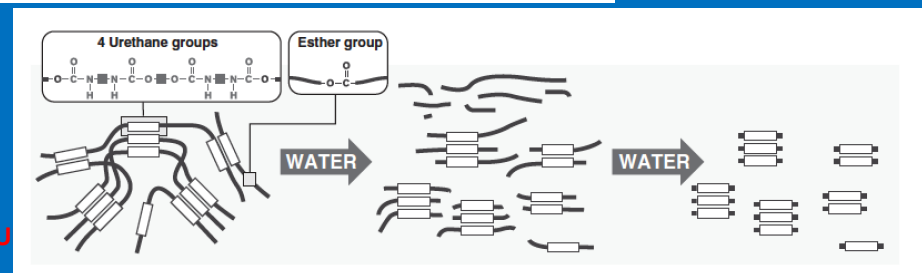 4 Urethane groups
Esther group
O O O O
-O-C-N-N-C-O-O-C-N-N-C-O-
H H H H
O
-O-C-
WATER
WATER
U